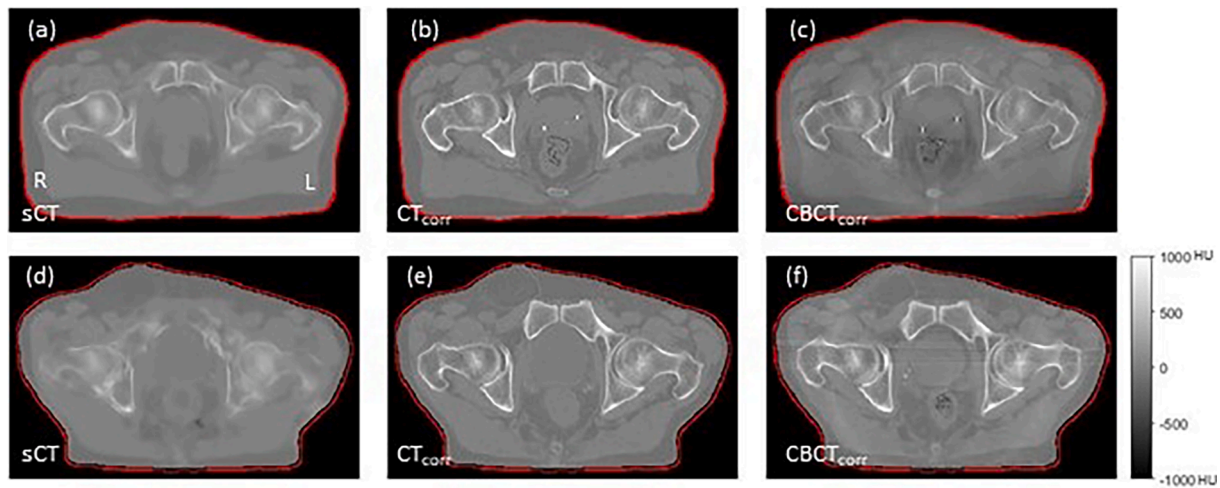 (a)
R
L
sCT
(b)
CTcorr
(c)
CBCTcorr
(d)
sCT
(e)
CTcorr
(f)
CBCTcorr
1000 HU
500
0
-500
-1000 HU